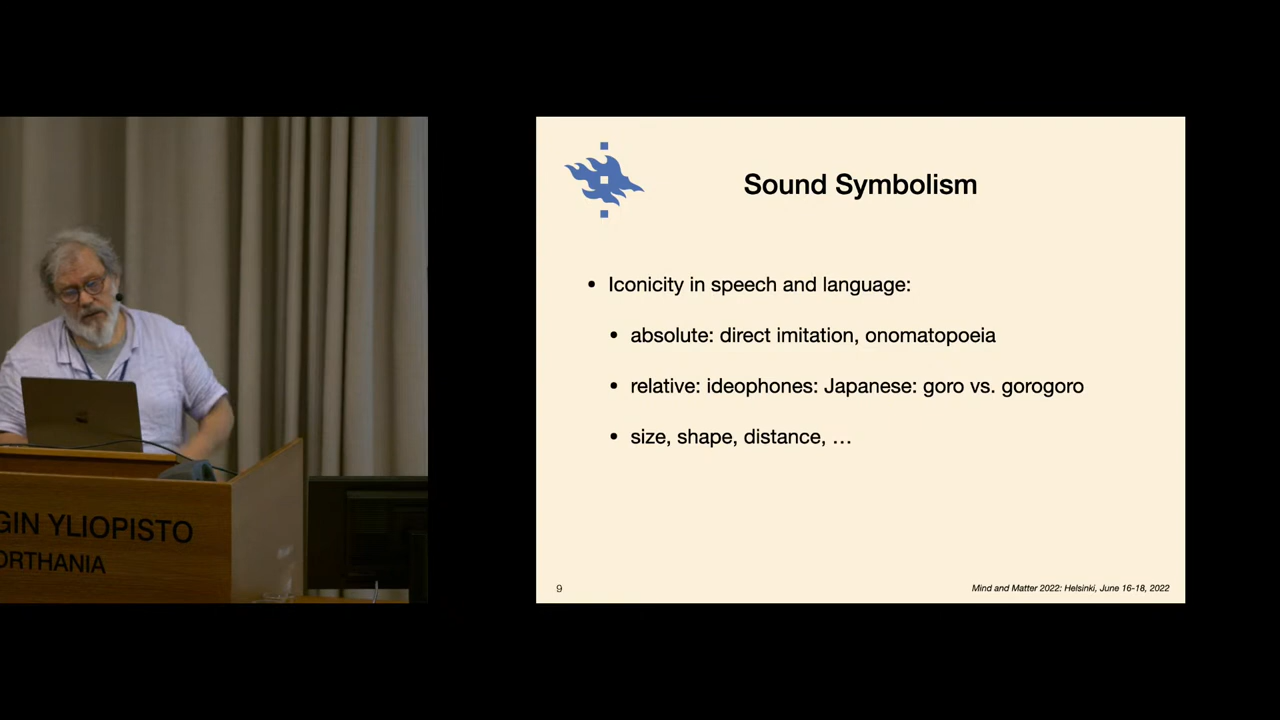 GIN YLIOPISTO
ORTHANIA
Sound Symbolism
• Iconicity in speech and language:
• absolute: direct imitation, onomatopoeia
• relative: ideophones: Japanese: goro vs. gorogoro
• size, shape, distance, …
9
Mind and Matter 2022: Helsinki, June 16-18, 2022